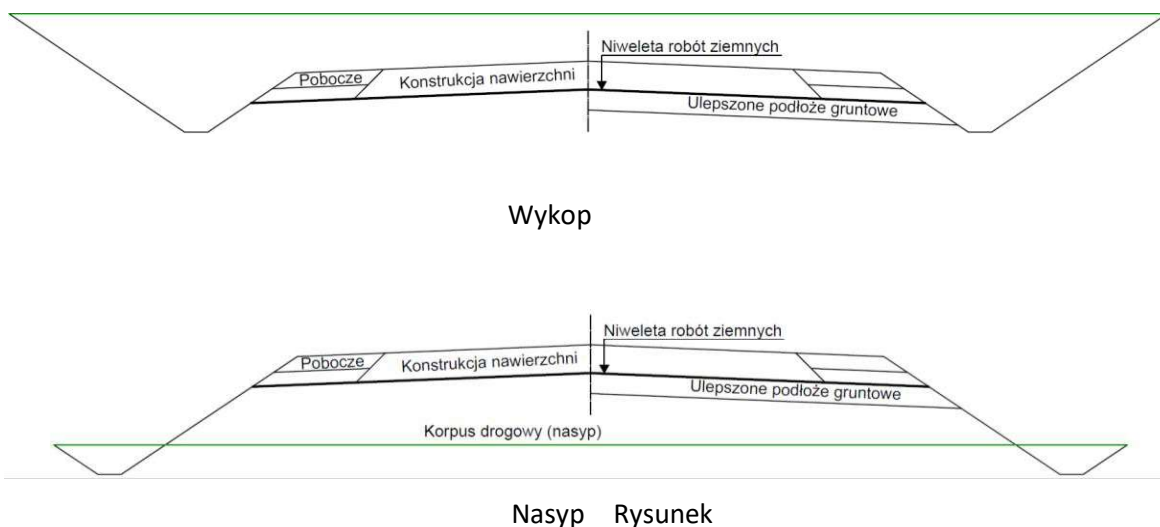 Niweleta robót ziemnych
Pobocze
Konstrukcja nawierzchni
Ulepszone podłoże gruntowe
Wykop
Niweleta robót ziemnych
Pobocze
Konstrukcja nawierzchni
Ulepszone podłoże gruntowe
Korpus drogowy (nasyp)
Nasyp Rysunek